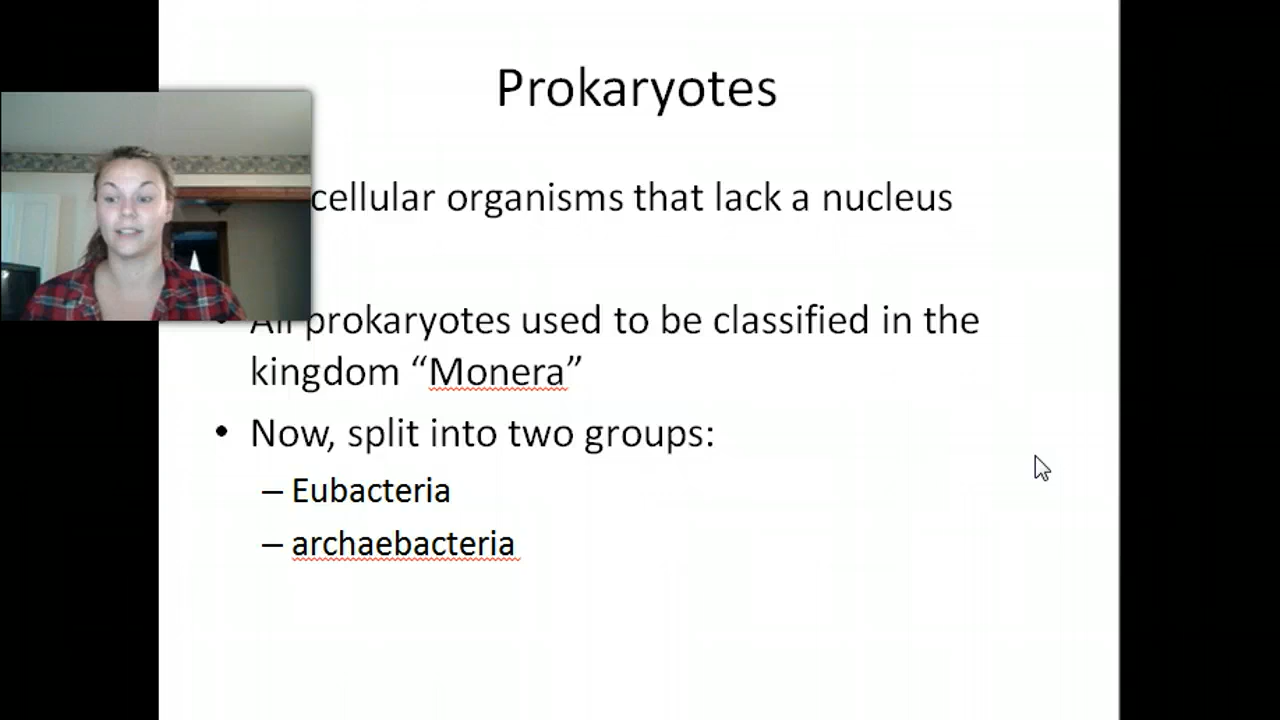 Prokaryotes
cellular organisms that lack a nucleus
• All prokaryotes used to be classified in the
kingdom “Monera”
• Now, split into two groups:
– Eubacteria
– archaebacteria